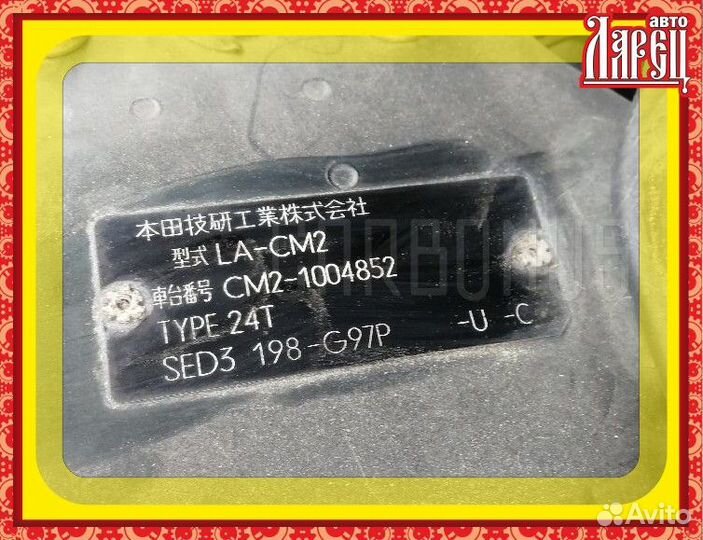 авто
Ларец
本田技研工業株式会社
型式 LA-CM2
車台番号 CM2-1004852
TYPE 24T
SED3 198-G97P -U -C
CARBONOR
Avito